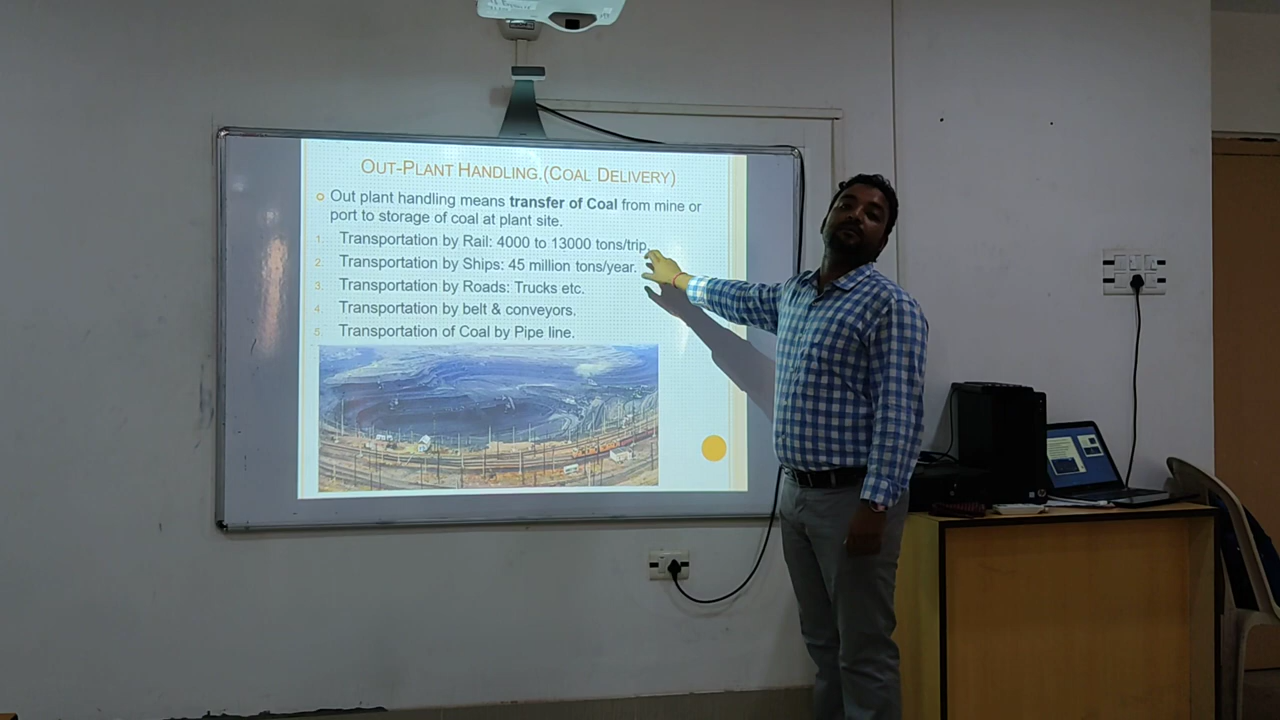 OUT-PLANT HANDLING.(COAL DELIVERY)
Out plant handling means transfer of Coal from mine or
port to storage of coal at plant site.
1. Transportation by Rail: 4000 to 13000 tons/trip.
2. Transportation by Ships: 45 million tons/year.
3. Transportation by Roads: Trucks etc.
4. Transportation by belt & conveyors.
5. Transportation of Coal by Pipe line.